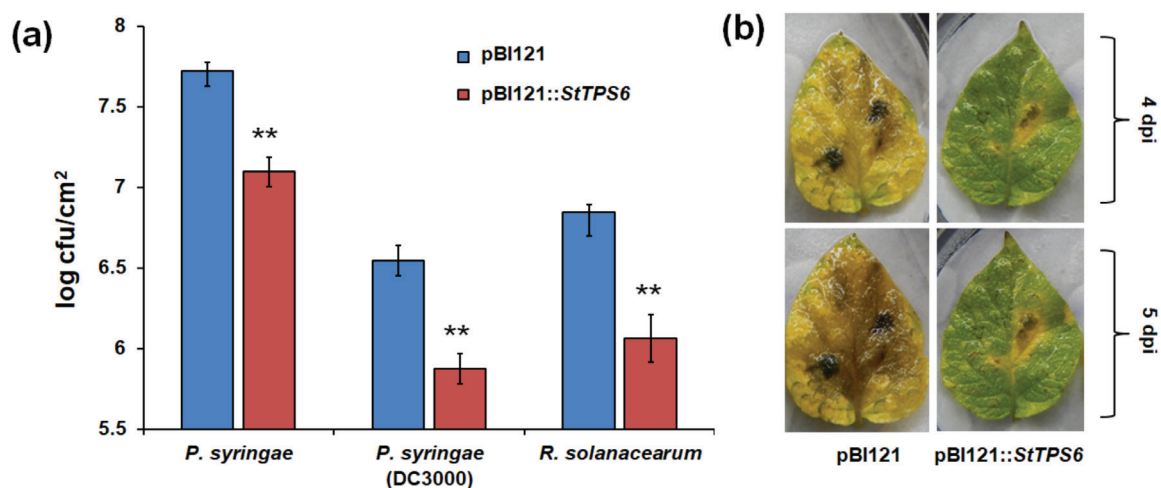 (a)
log cfu/cm²
8
7.5
7
6.5
6
5.5
pBI121
pBI121::StTPS6
**
**
**
P. syringae
P. syringae
(DC3000)
R. solanacearum
(b)
4 dpi
5 dpi
pBI121
pBI121::StTPS6